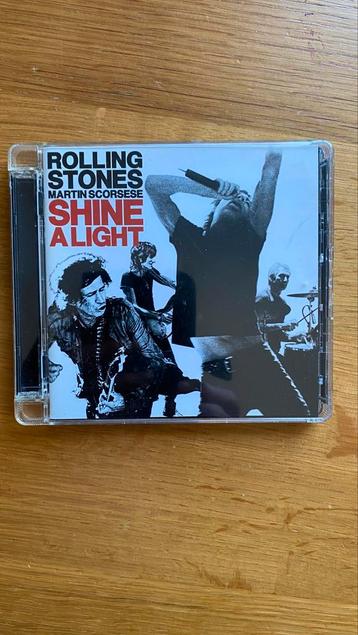 ROLLING
STONES
MARTIN SCORSESE
SHINE
A LIGHT